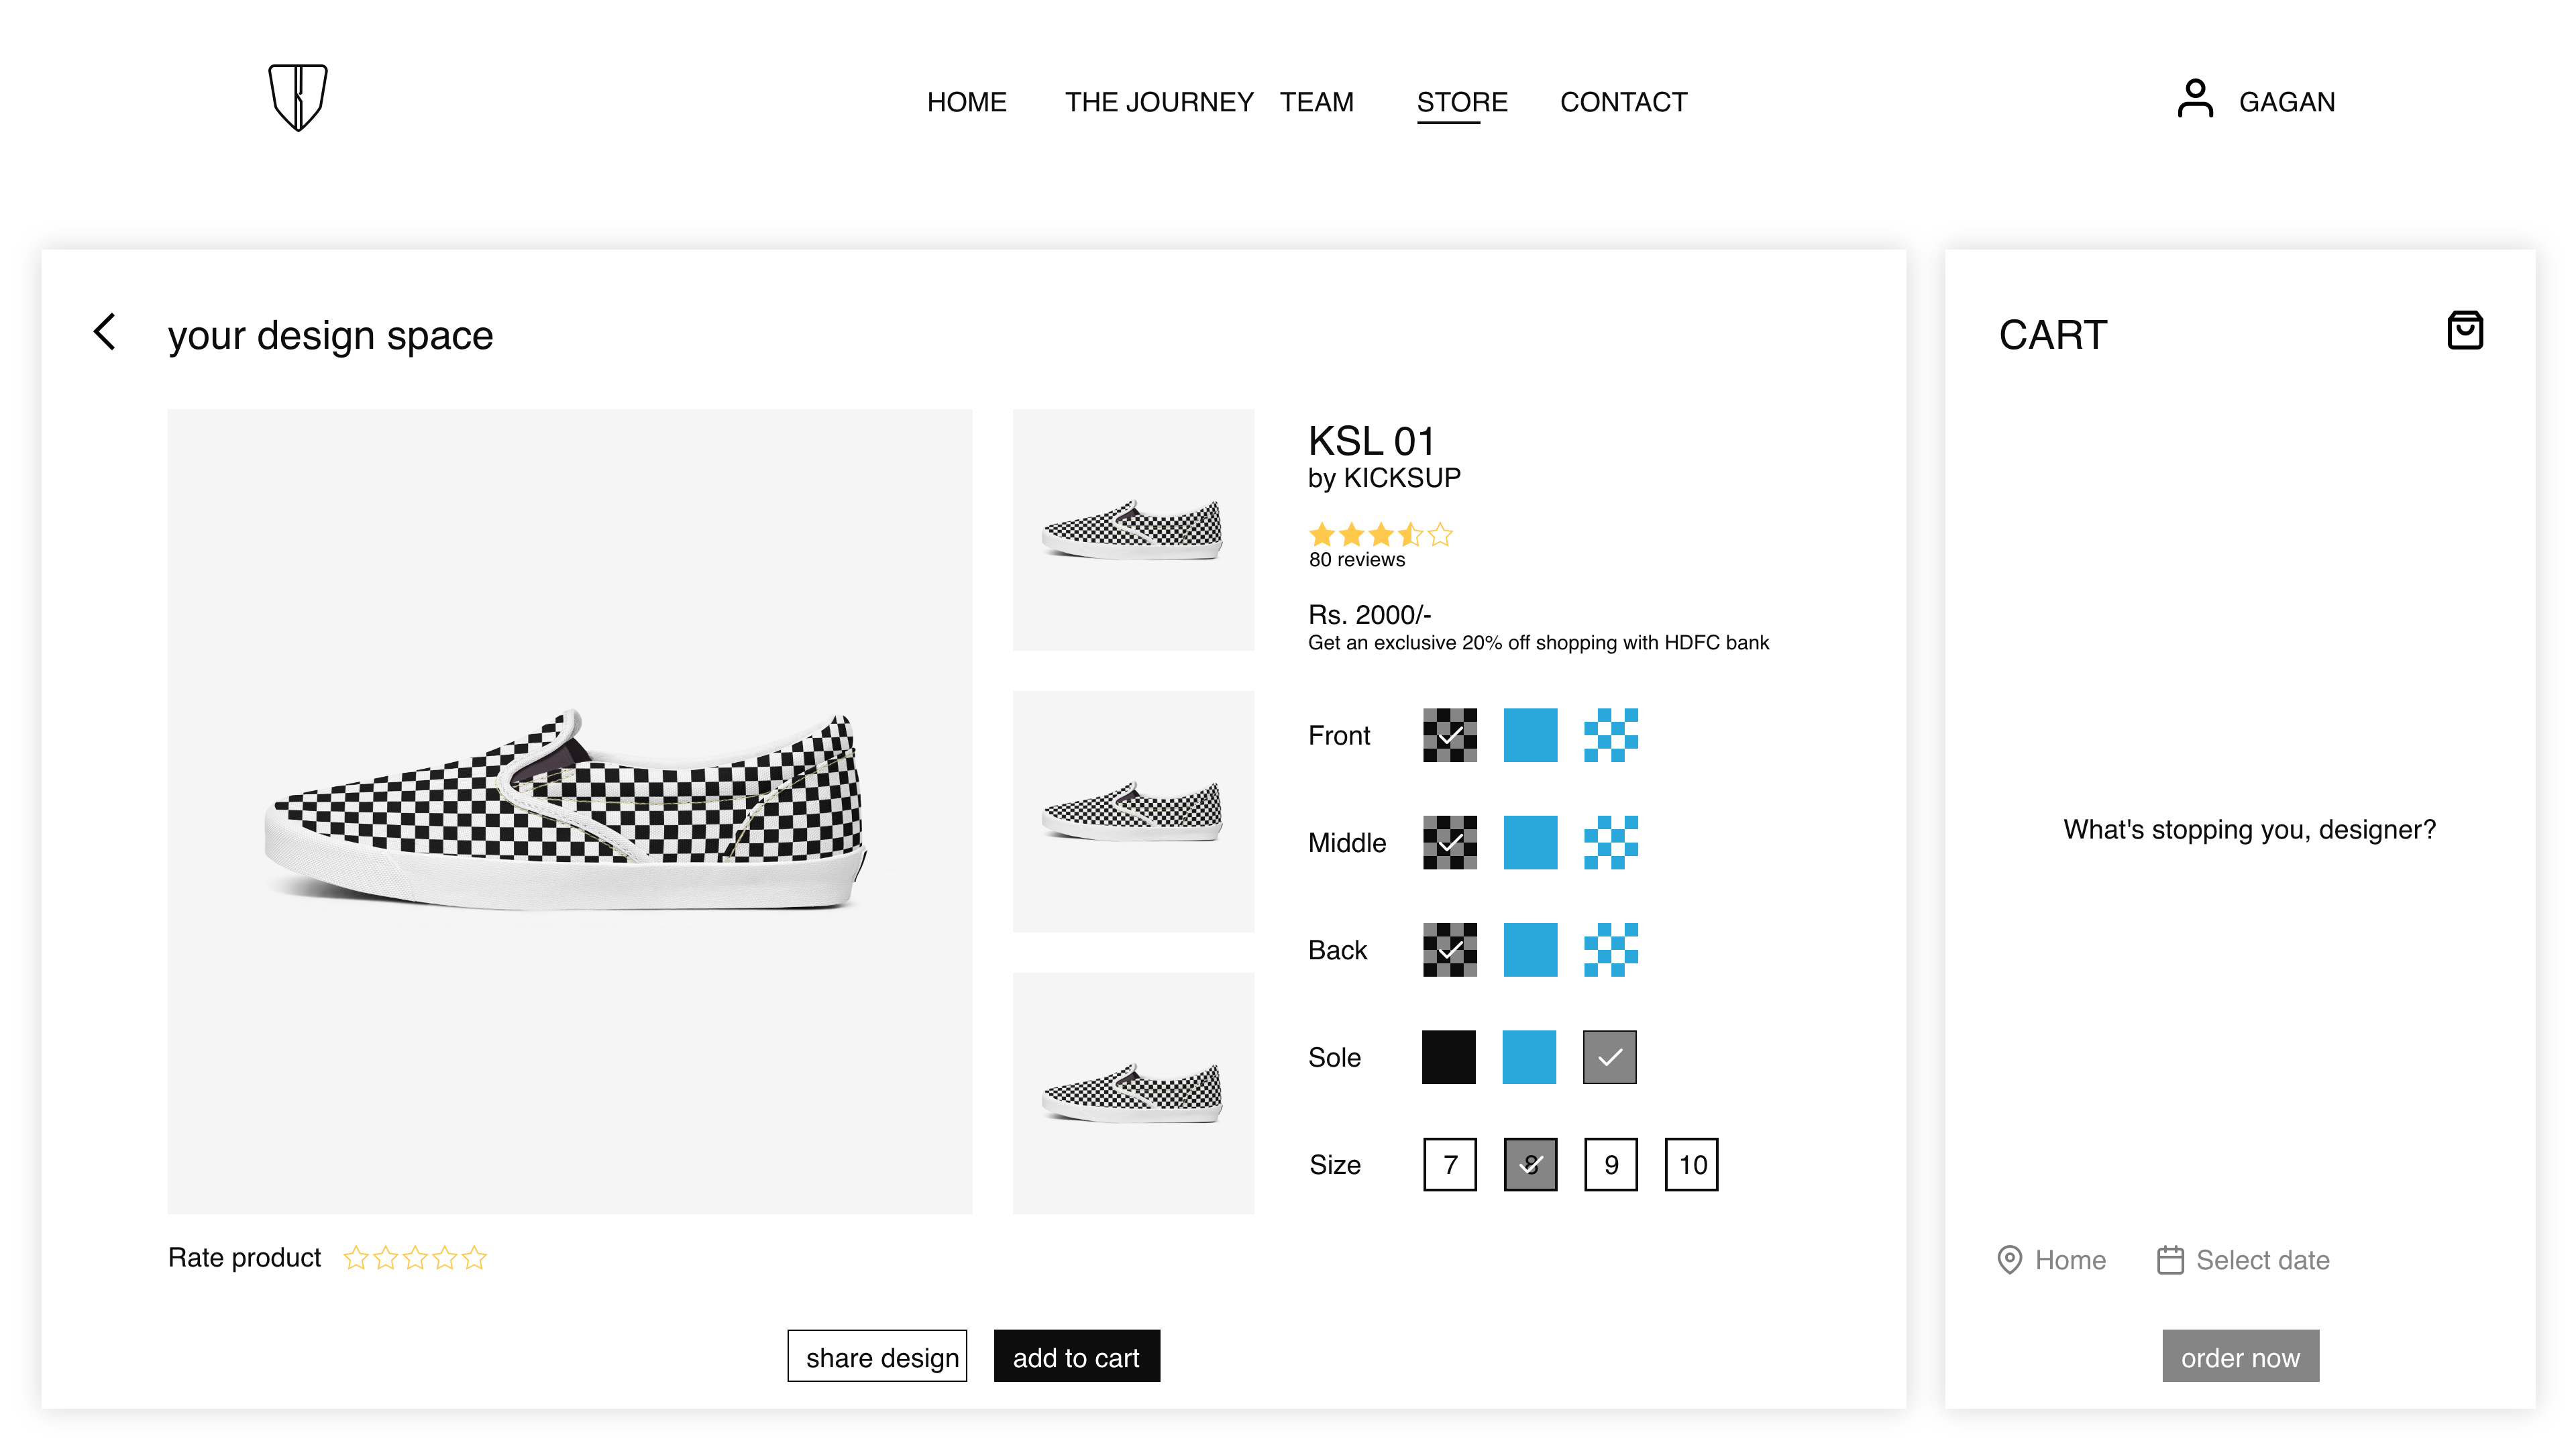 HOME THE JOURNEY TEAM STORE CONTACT GAGAN
your design space
KSL 01
by KICKSUP
80 reviews
Rs. 2000/-
Get an exclusive 20% off shopping with HDFC bank
Front
Middle
Back
Sole
Size 7 8 9 10
Rate product
share design add to cart
CART
What's stopping you, designer?
Home Select date
order now